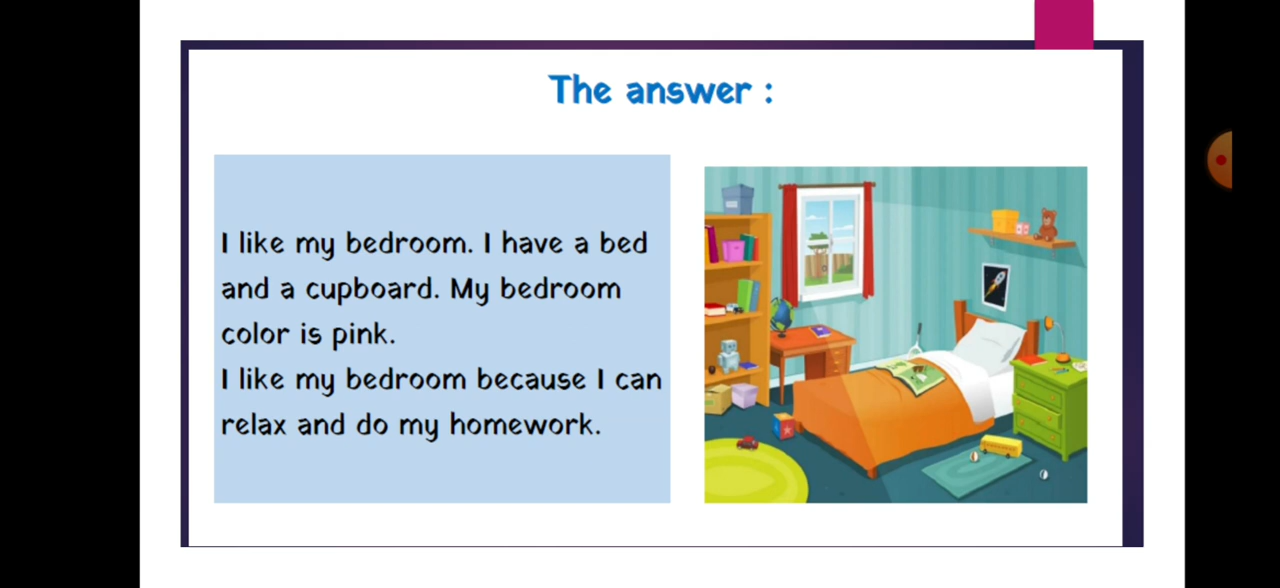 The answer :
I like my bedroom. I have a bed
and a cupboard. My bedroom
color is pink.
I like my bedroom because I can
relax and do my homework.